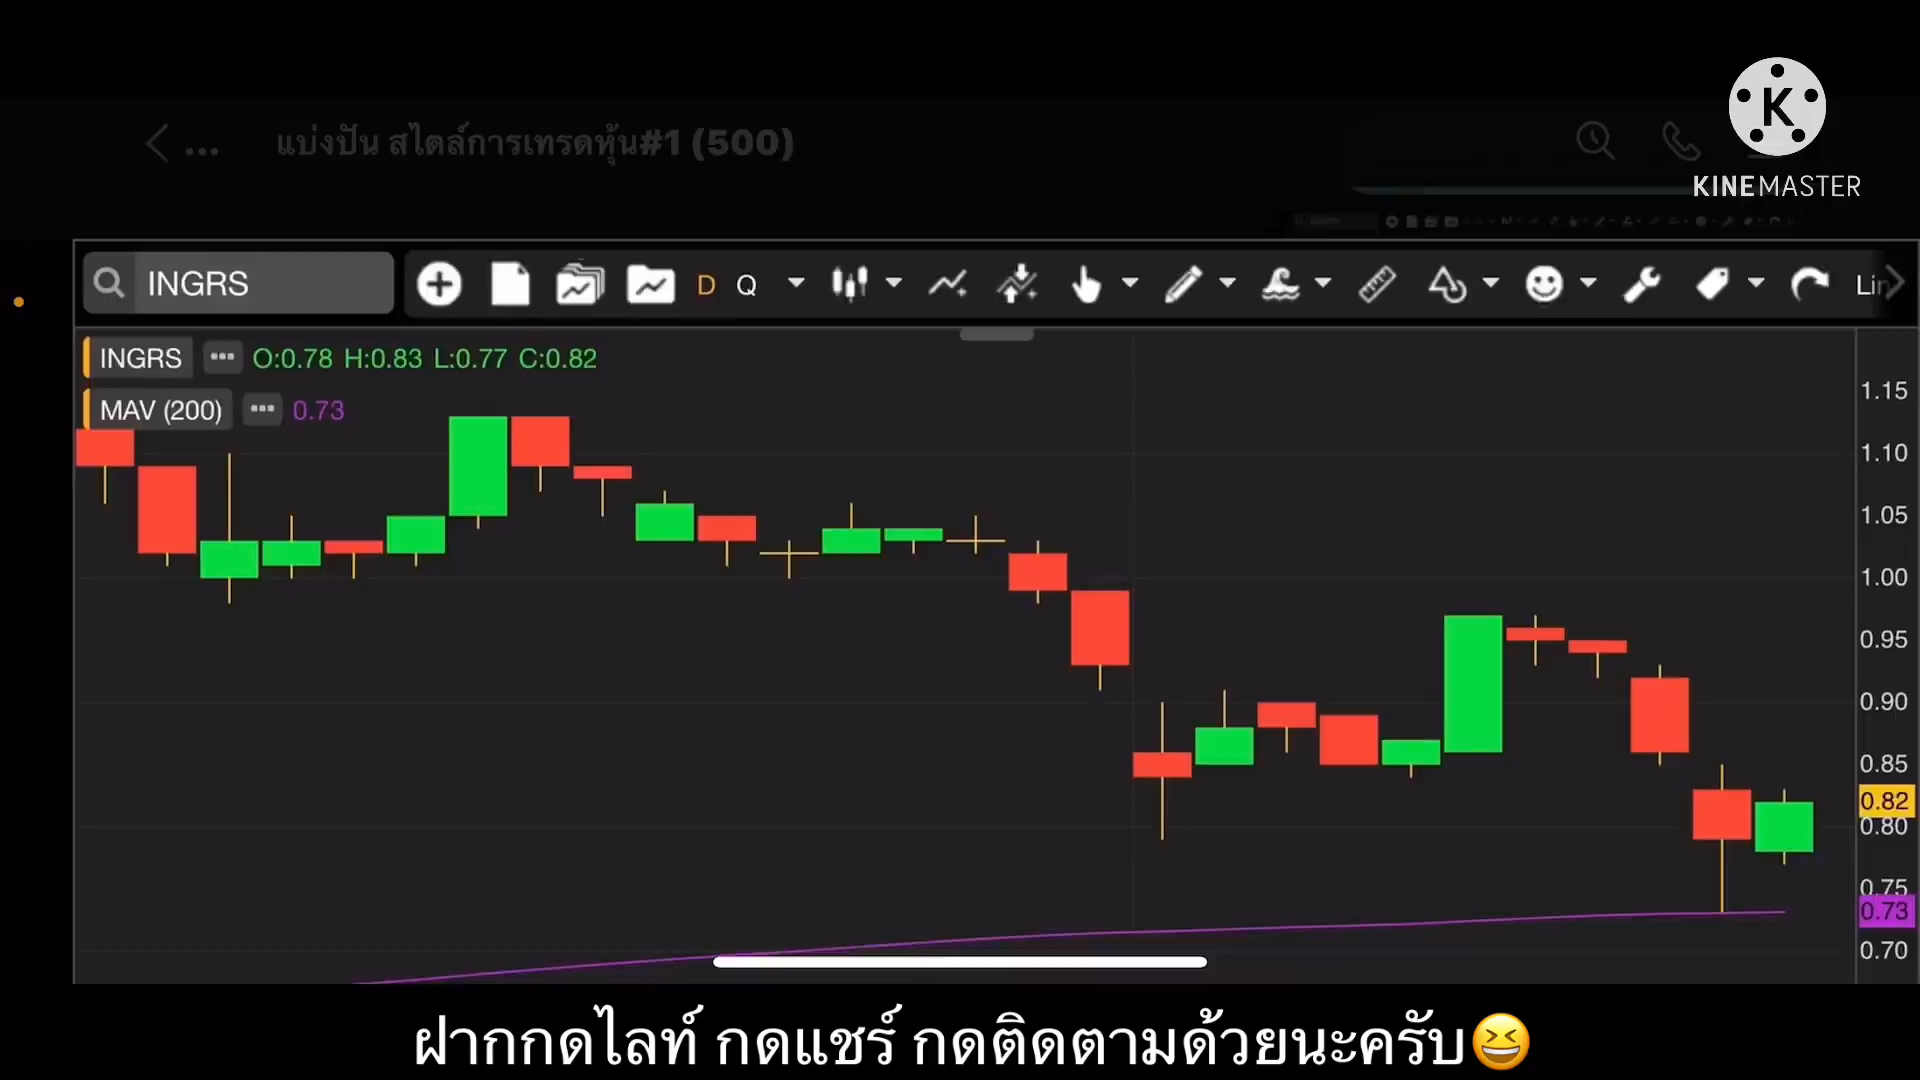 ... แบ่งปัน สไตล์การเทรดหุ้น#1 (500)
K
KINEMASTER
INGRS D Q Lin
INGRS ... O:0.78 H:0.83 L:0.77 C:0.82
MAV (200) ... 0.73
1.15
1.10
1.05
1.00
0.95
0.90
0.85
0.82
0.80
0.75
0.73
0.70
ฝากกดไลท์ กดแชร์ กดติดตามด้วยนะครับ😆